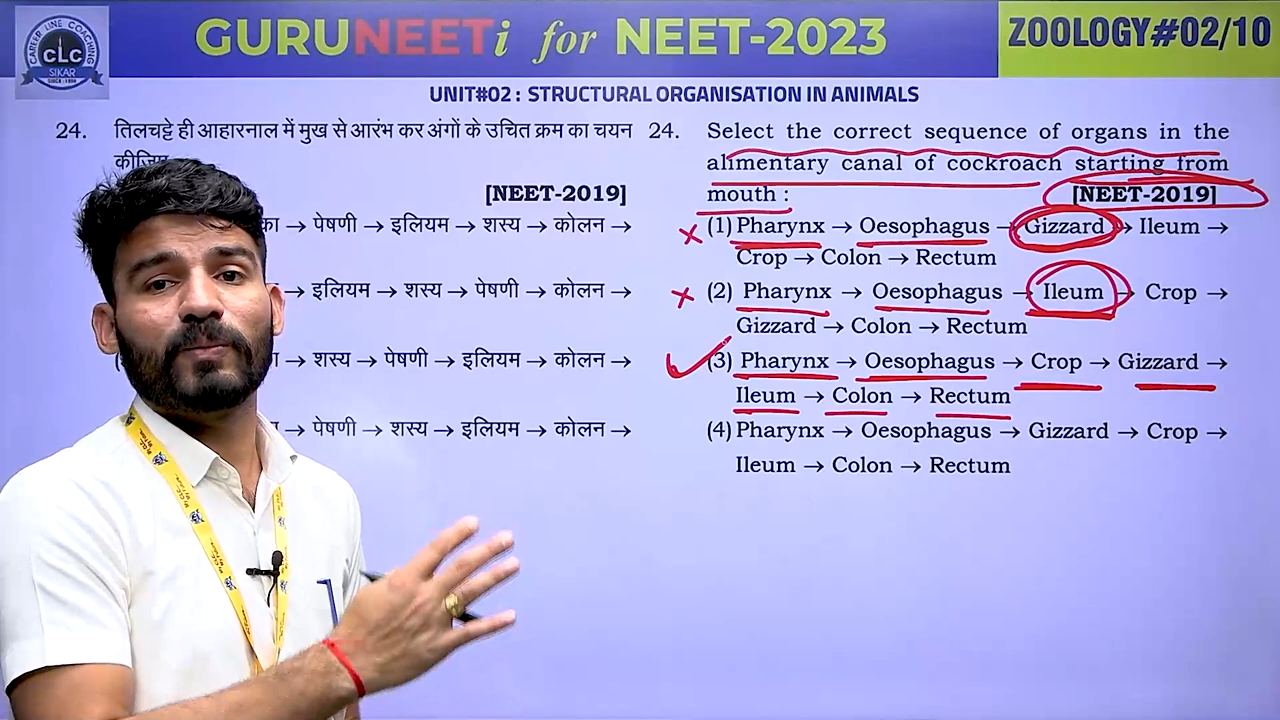 GURUNEETi for NEET-2023
ZOOLOGY#02/10
CAREER LINE COACHING
CLC
SIKAR
SINCE : 1996
UNIT#02 : STRUCTURAL ORGANISATION IN ANIMALS
24. तिलचट्टे ही आहारनाल में मुख से आरंभ कर अंगों के उचित क्रम का चयन
कीजिए
[NEET-2019]
का → पेषणी → इलियम → शस्य → कोलन →
→ इलियम → शस्य → पेषणी → कोलन →
→ शस्य → पेषणी → इलियम → कोलन →
→ पेषणी → शस्य → इलियम → कोलन →
24. Select the correct sequence of organs in the
alimentary canal of cockroach starting from
mouth :
[NEET-2019]
(1) Pharynx → Oesophagus → Gizzard → Ileum →
Crop → Colon → Rectum
(2) Pharynx → Oesophagus → Ileum → Crop →
Gizzard → Colon → Rectum
(3) Pharynx → Oesophagus → Crop → Gizzard →
Ileum → Colon → Rectum
(4) Pharynx → Oesophagus → Gizzard → Crop →
Ileum → Colon → Rectum